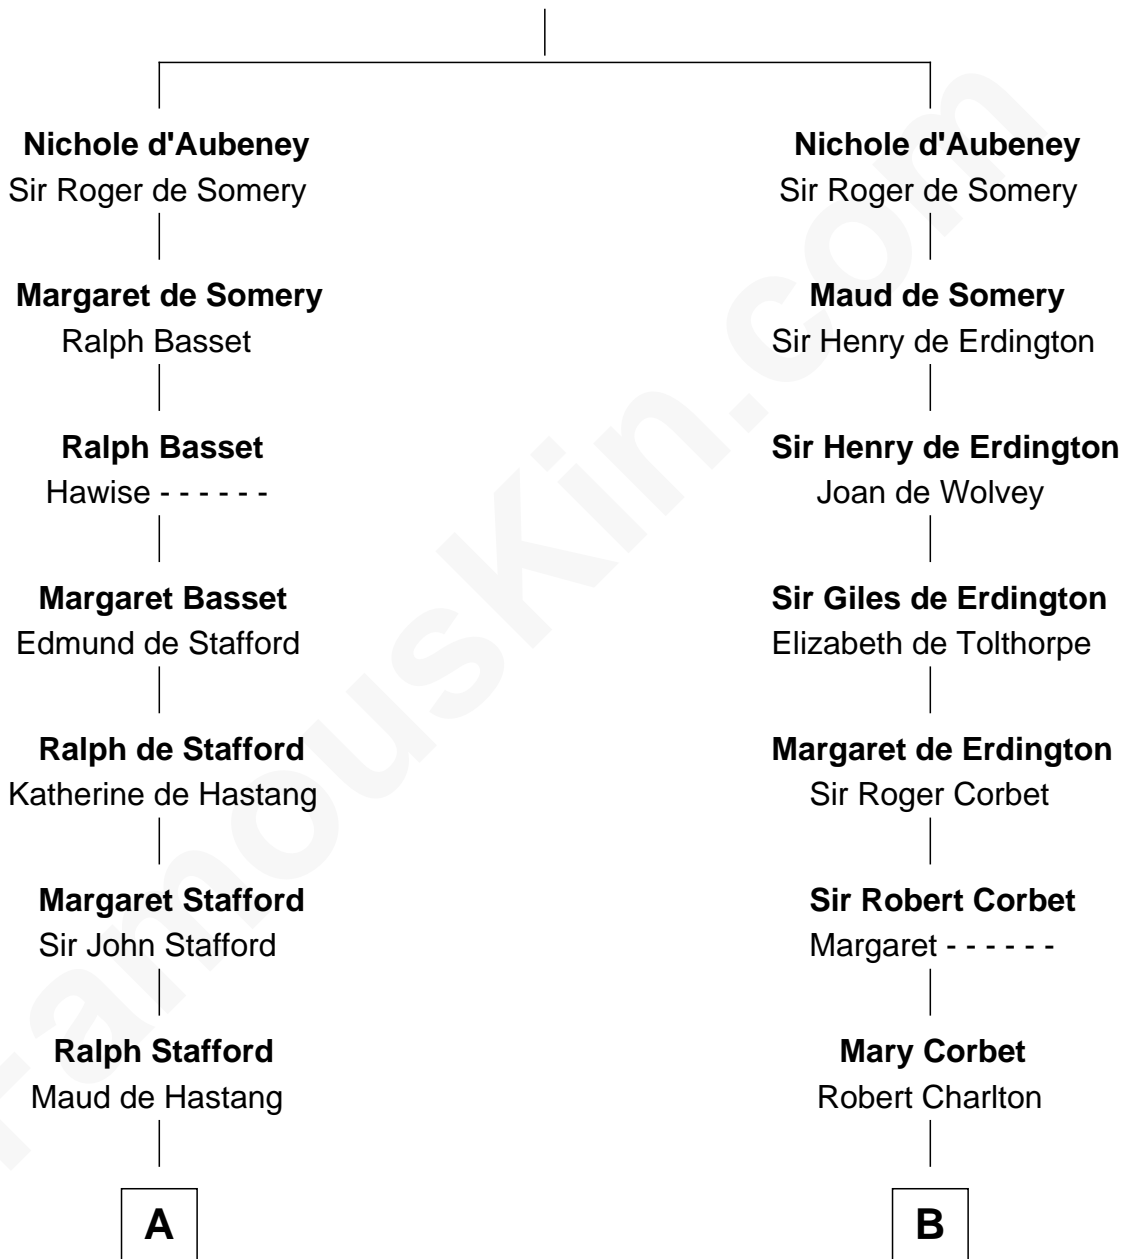 Nichole d'Aubeney
Sir Roger de Somery
Margaret de Somery
Ralph Basset
Ralph Basset
Hawise - - - - - -
Margaret Basset
Edmund de Stafford
Ralph de Stafford
Katherine de Hastang
Margaret Stafford
Sir John Stafford
Ralph Stafford
Maud de Hastang
A
Nichole d'Aubeney
Sir Roger de Somery
Maud de Somery
Sir Henry de Erdington
Sir Henry de Erdington
Joan de Wolvey
Sir Giles de Erdington
Elizabeth de Tolthorpe
Margaret de Erdington
Sir Roger Corbet
Sir Robert Corbet
Margaret - - - - - -
Mary Corbet
Robert Charlton
B
FamousKin.com